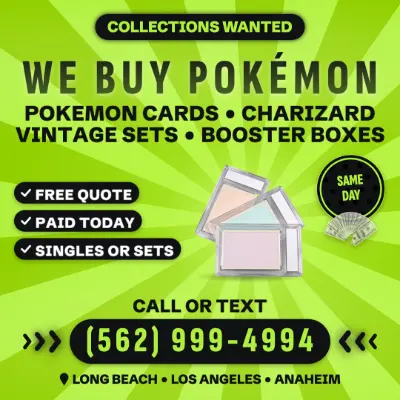 COLLECTIONS WANTED
WE BUY POKÉMON
POKEMON CARDS • CHARIZARD
VINTAGE SETS • BOOSTER BOXES
FREE QUOTE
PAID TODAY
SINGLES OR SETS
SAME
DAY
CALL OR TEXT
(562) 999-4994
LONG BEACH • LOS ANGELES • ANAHEIM